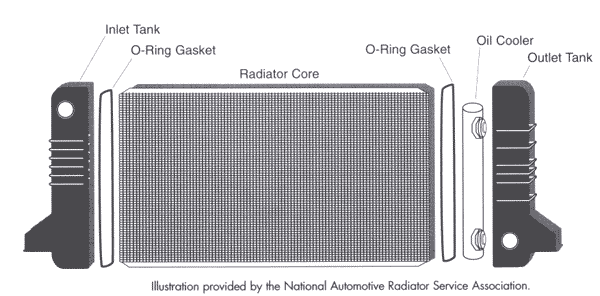 Inlet Tank
O-Ring Gasket
Radiator Core
O-Ring Gasket
Oil Cooler
Outlet Tank
Illustration provided by the National Automotive Radiator Service Association.